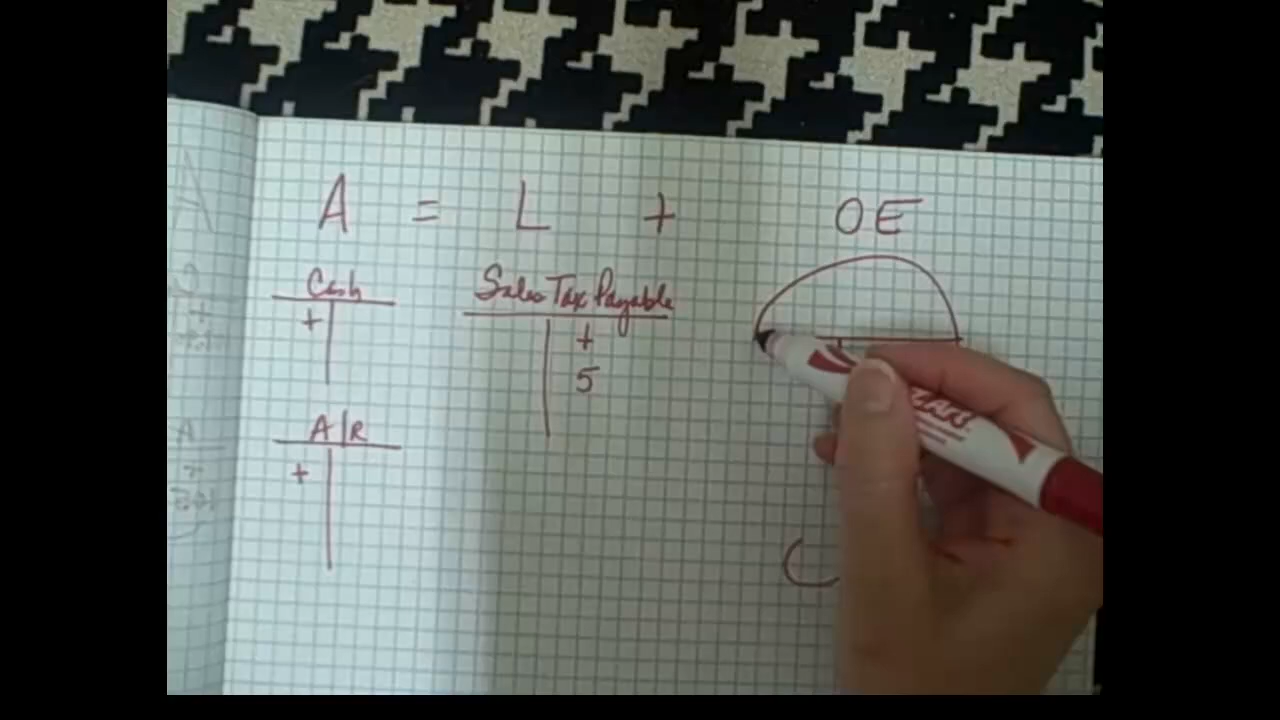 A = L + OE
Cash
+
Sales Tax Payable
+
5
A/R
+